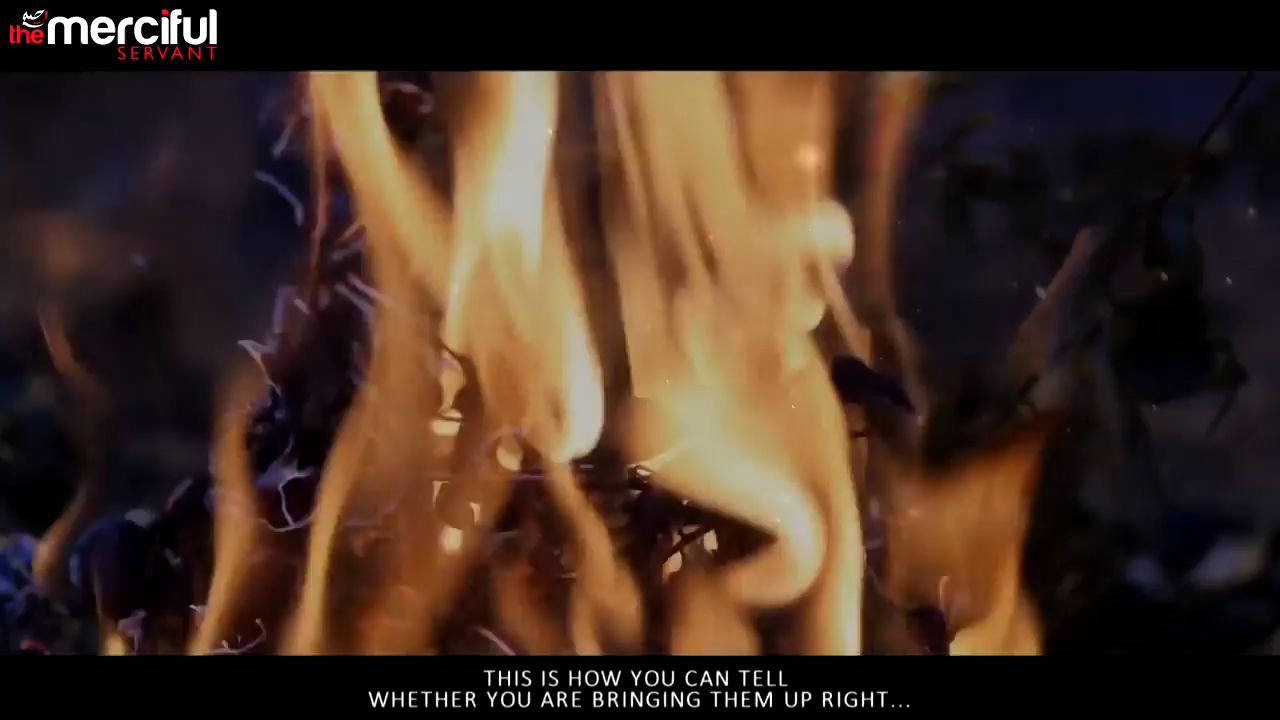 the merciful
SERVANT
THIS IS HOW YOU CAN TELL
WHETHER YOU ARE BRINGING THEM UP RIGHT...